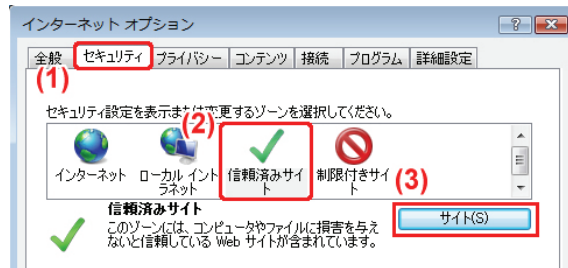 インターネット オプション
全般 セキュリティ プライバシー コンテンツ 接続 プログラム 詳細設定
(1)
セキュリティ設定を表示または変更するゾーンを選択してください。
(2)
インターネット ローカル イントラネット 信頼済みサイト 制限付きサイト
(3)
信頼済みサイト
サイト(S)
このゾーンには、コンピュータやファイルに損害を与え
ないと信頼している Web サイトが含まれています。